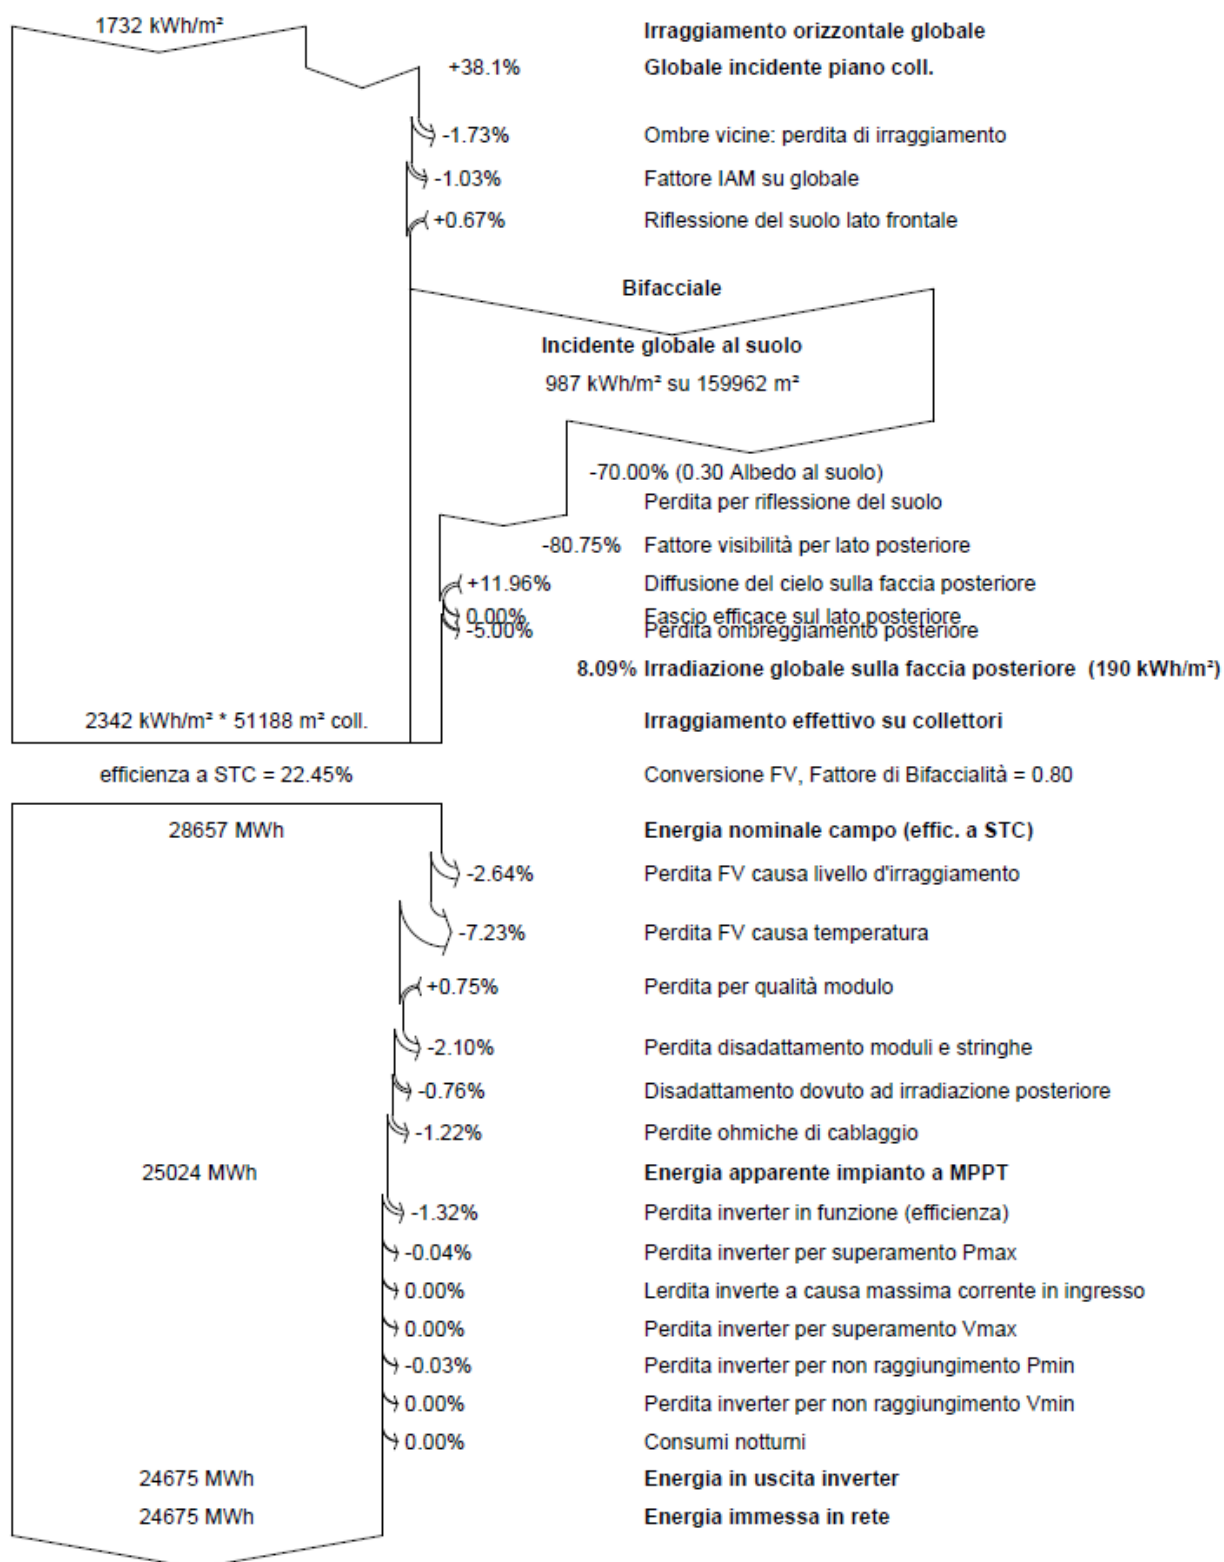 1732 kWh/m² Irraggiamento orizzontale globale
+38.1% Globale incidente piano coll.
-1.73% Ombre vicine: perdita di irraggiamento
-1.03% Fattore IAM su globale
+0.67% Riflessione del suolo lato frontale
Bifacciale
Incidente globale al suolo
987 kWh/m² su 159962 m²
-70.00% (0.30 Albedo al suolo)
Perdita per riflessione del suolo
-80.75% Fattore visibilità per lato posteriore
+11.96% Diffusione del cielo sulla faccia posteriore
0.00% Fascio efficace sul lato posteriore
-5.00% Perdita ombreggiamento posteriore
8.09% Irradiazione globale sulla faccia posteriore (190 kWh/m²)
2342 kWh/m² * 51188 m² coll. Irraggiamento effettivo su collettori
efficienza a STC = 22.45% Conversione FV, Fattore di Bifaccialità = 0.80
28657 MWh Energia nominale campo (effic. a STC)
-2.64% Perdita FV causa livello d'irraggiamento
-7.23% Perdita FV causa temperatura
+0.75% Perdita per qualità modulo
-2.10% Perdita disadattamento moduli e stringhe
-0.76% Disadattamento dovuto ad irradiazione posteriore
-1.22% Perdite ohmiche di cablaggio
25024 MWh Energia apparente impianto a MPPT
-1.32% Perdita inverter in funzione (efficienza)
-0.04% Perdita inverter per superamento Pmax
0.00% Lerdita inverte a causa massima corrente in ingresso
0.00% Perdita inverter per superamento Vmax
-0.03% Perdita inverter per non raggiungimento Pmin
0.00% Perdita inverter per non raggiungimento Vmin
0.00% Consumi notturni
24675 MWh Energia in uscita inverter
24675 MWh Energia immessa in rete